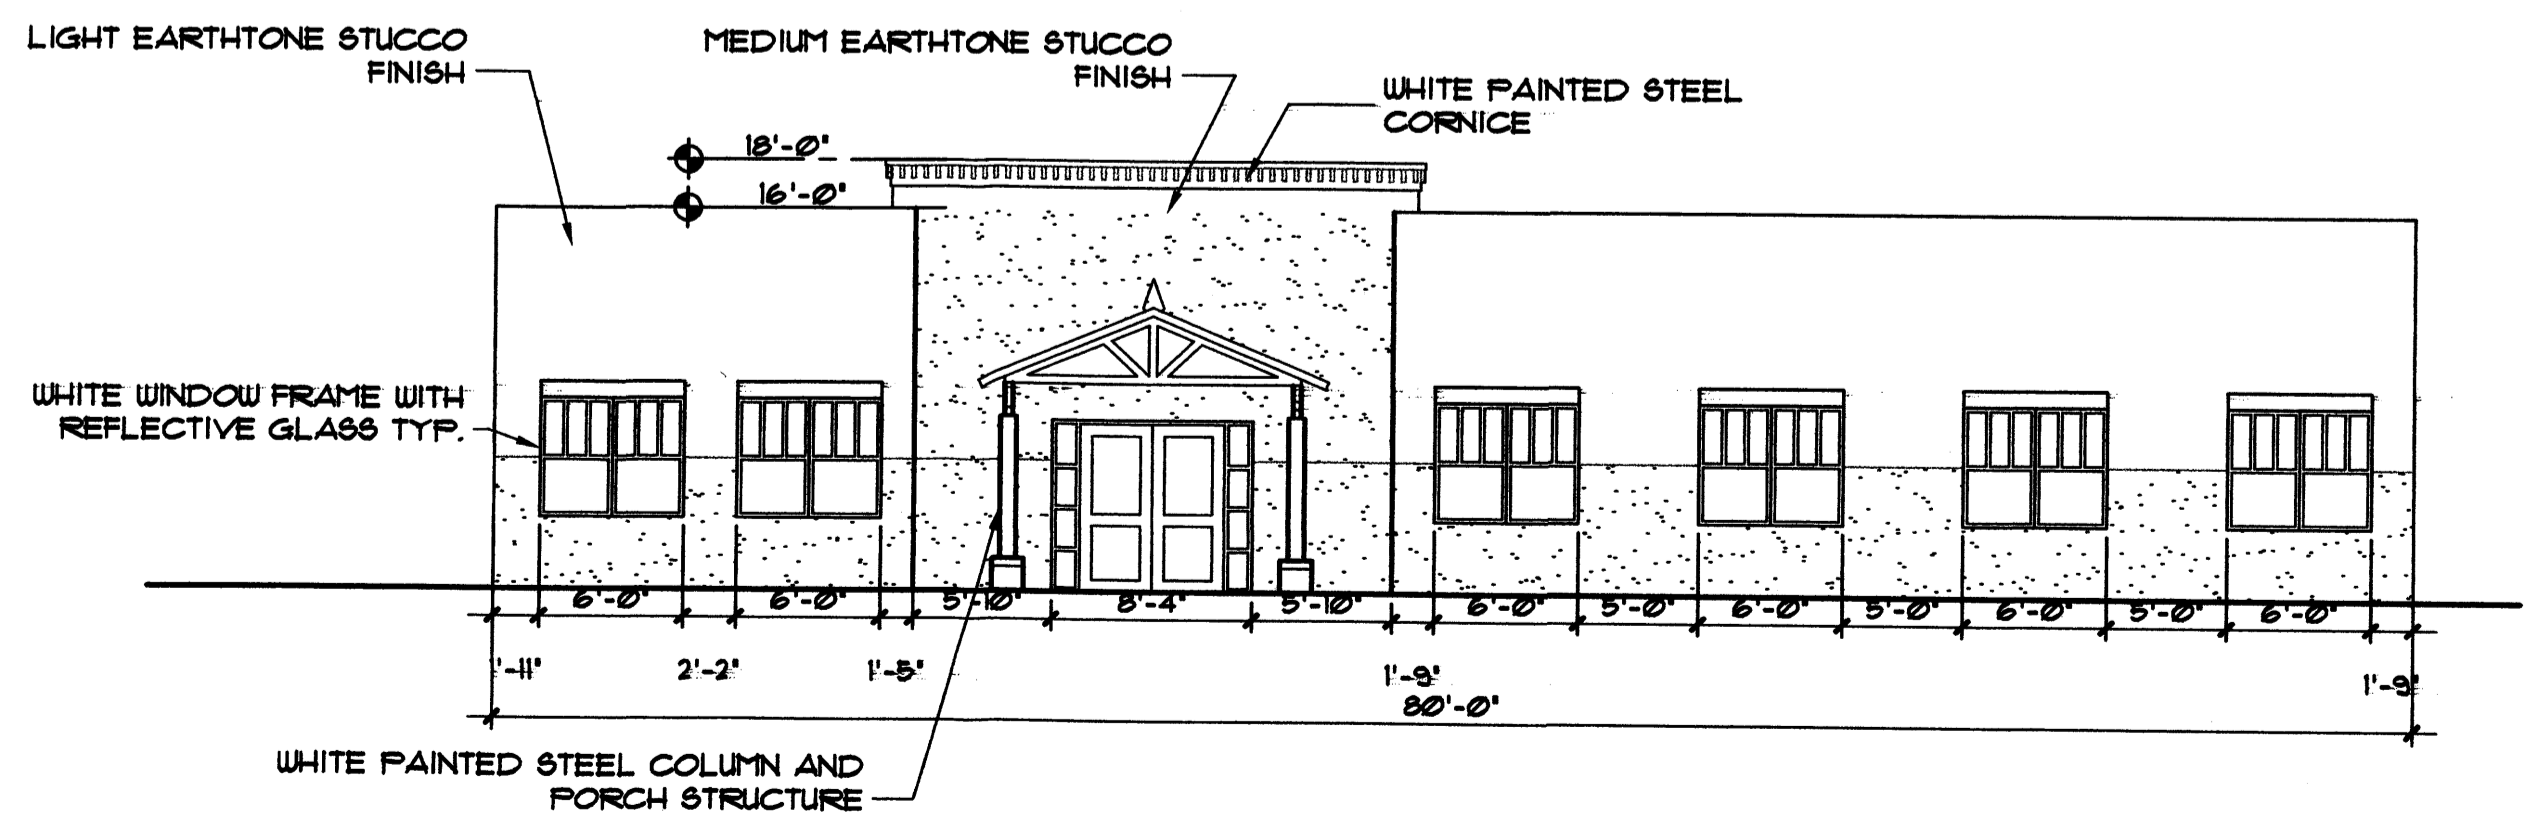 LIGHT EARTHTONE STUCCO
FINISH
MEDIUM EARTHTONE STUCCO
FINISH
WHITE PAINTED STEEL
CORNICE
18'-0"
16'-0"
WHITE WINDOW FRAME WITH
REFLECTIVE GLASS TYP.
6'-0" 6'-0" 5'-10" 8'-4" 5'-10" 6'-0" 5'-0" 6'-0" 5'-0" 6'-0" 5'-0" 6'-0"
1'-11" 2'-2" 1'-5" 1'-9" 1'-9"
80'-0"
WHITE PAINTED STEEL COLUMN AND
PORCH STRUCTURE